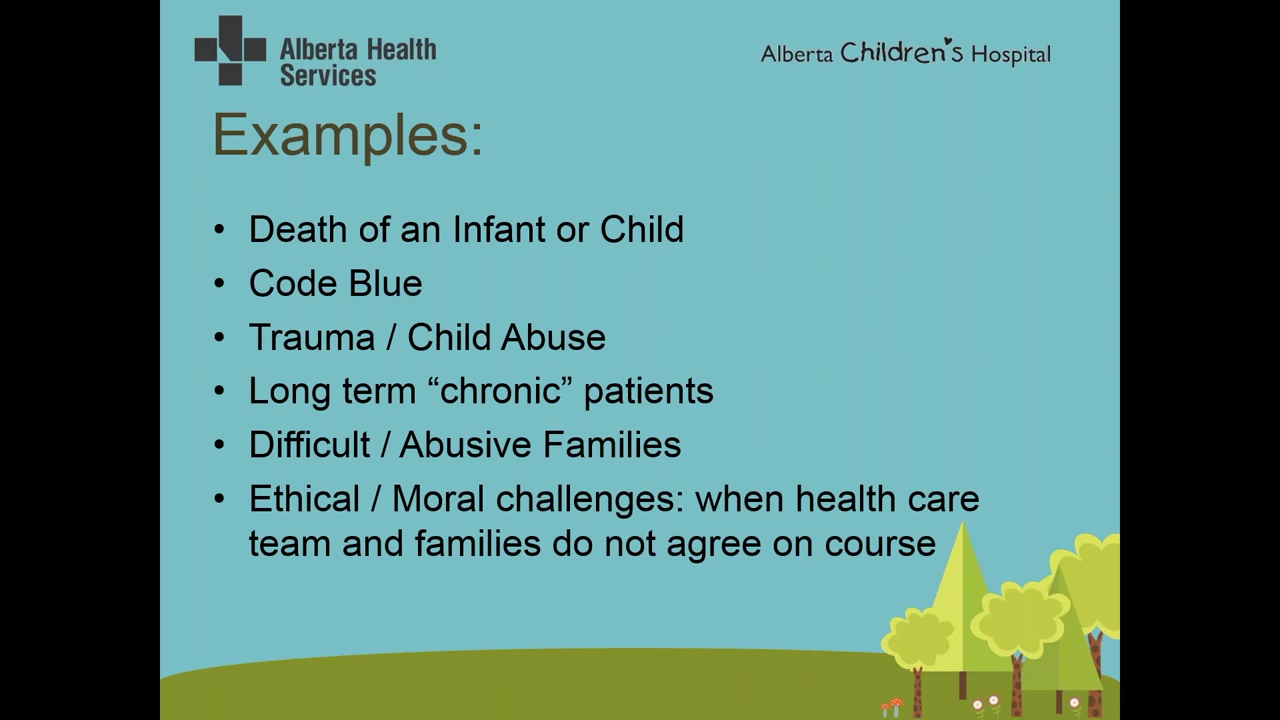 Alberta Health
Services
Alberta Children's Hospital
Examples:
• Death of an Infant or Child
• Code Blue
• Trauma / Child Abuse
• Long term “chronic” patients
• Difficult / Abusive Families
• Ethical / Moral challenges: when health care
team and families do not agree on course